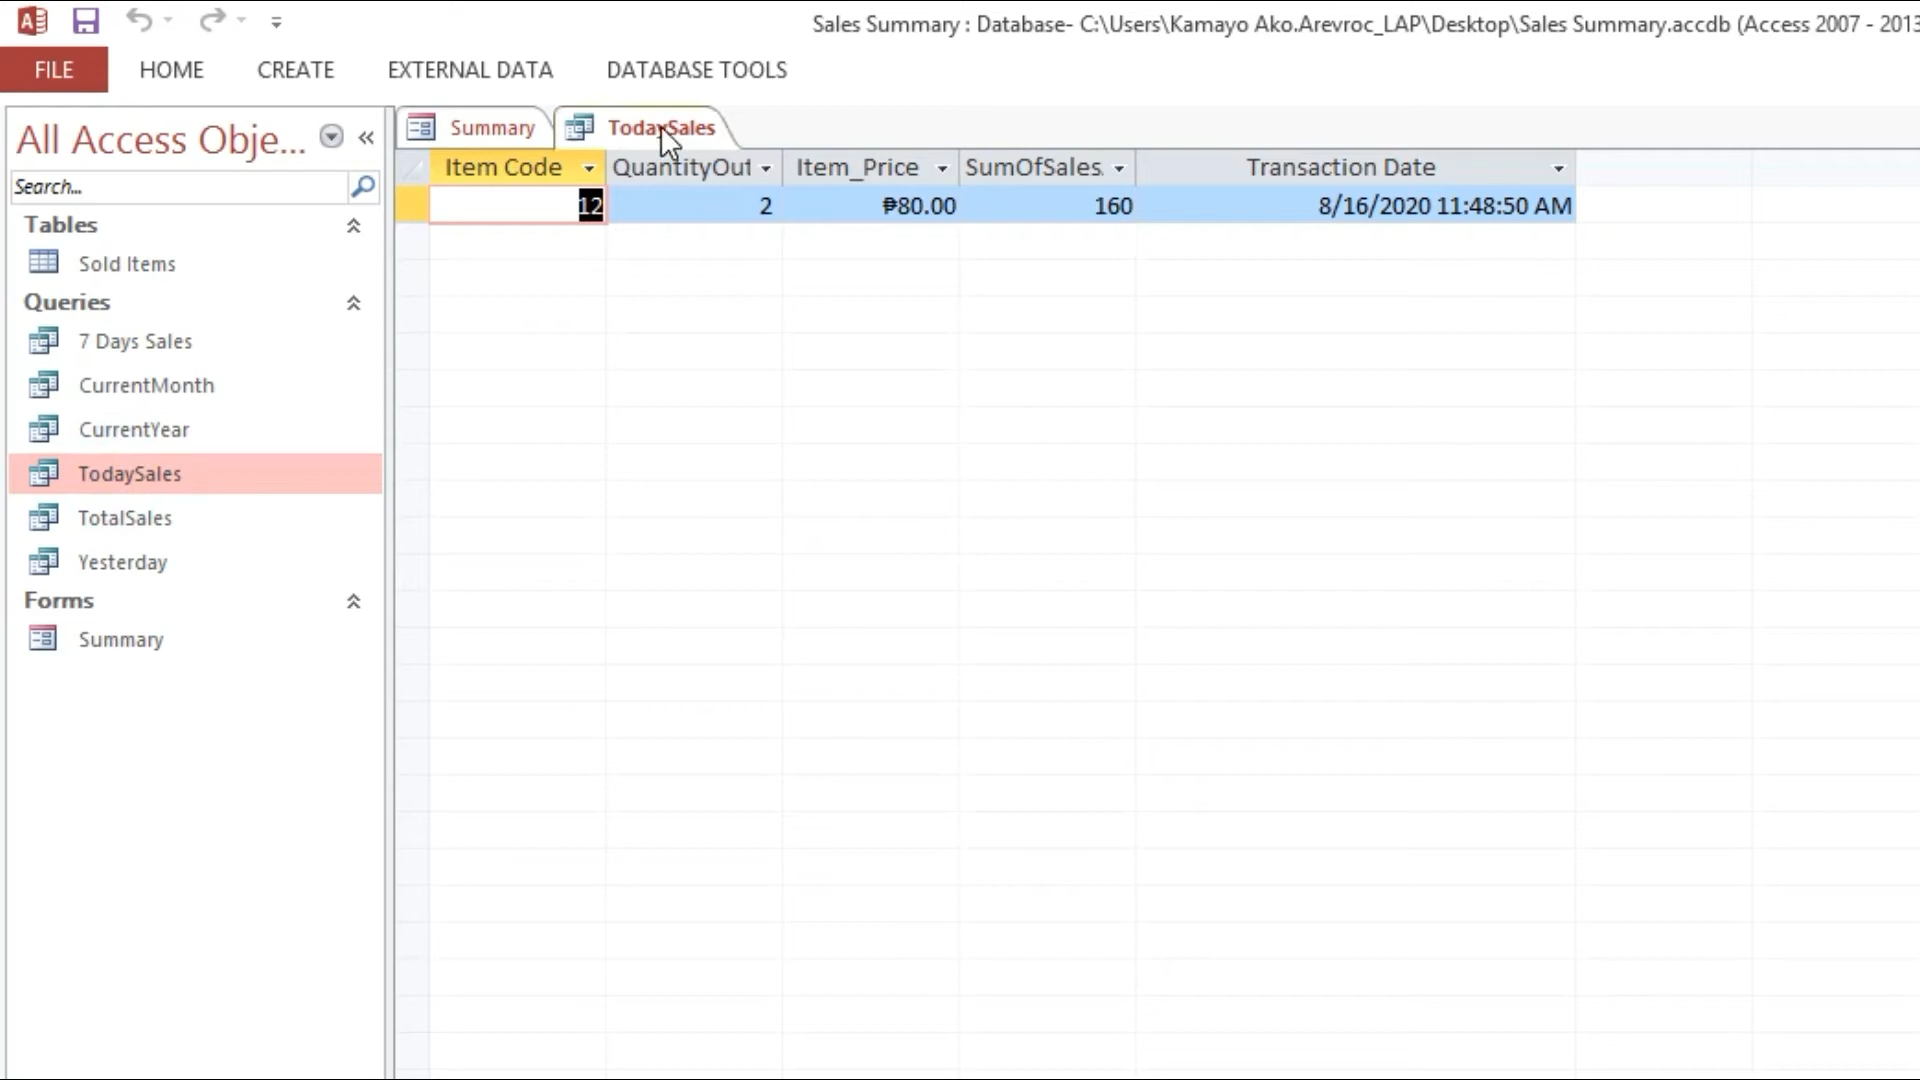 Sales Summary : Database- C:\Users\Kamayo Ako.Arevroc_LAP\Desktop\Sales Summary.accdb (Access 2007 - 2013
FILE HOME CREATE EXTERNAL DATA DATABASE TOOLS
All Access Obje... «
Search...
Tables
Sold Items
Queries
7 Days Sales
CurrentMonth
CurrentYear
TodaySales
TotalSales
Yesterday
Forms
Summary
Summary TodaySales
Item Code QuantityOut Item_Price SumOfSales Transaction Date
12 2 ₱80.00 160 8/16/2020 11:48:50 AM